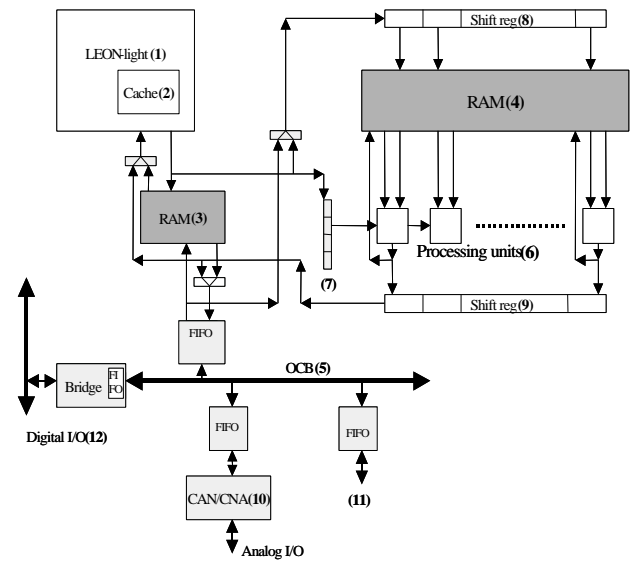 Shift reg(8)
LEON-light(1)
Cache(2)
RAM(4)
RAM(3)
Processing units(6)
(7)
Shift reg(9)
FIFO
OCB(5)
Bridge
FI
FO
Digital I/O(12)
FIFO
FIFO
CAN/CNA(10)
(11)
Analog I/O